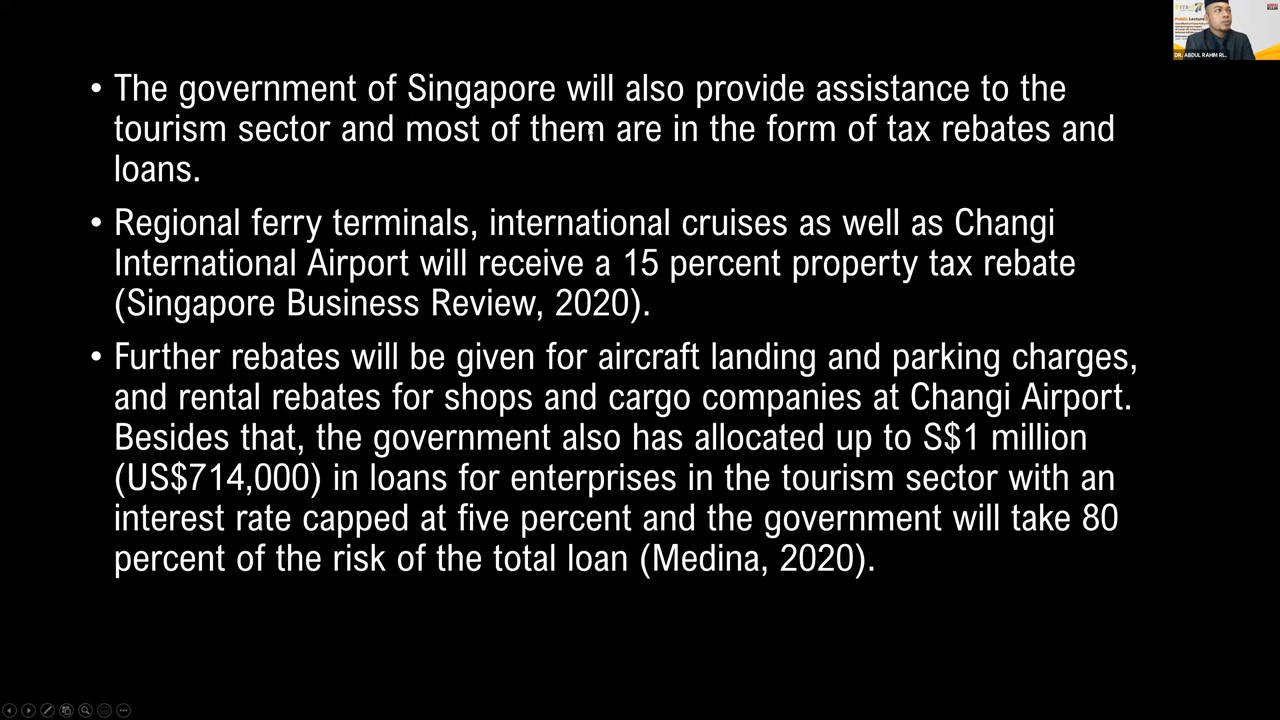 Public Lecture
DR. ABDUL RAHIM RI...
• The government of Singapore will also provide assistance to the
tourism sector and most of them are in the form of tax rebates and
loans.
• Regional ferry terminals, international cruises as well as Changi
International Airport will receive a 15 percent property tax rebate
(Singapore Business Review, 2020).
• Further rebates will be given for aircraft landing and parking charges,
and rental rebates for shops and cargo companies at Changi Airport.
Besides that, the government also has allocated up to S$1 million
(US$714,000) in loans for enterprises in the tourism sector with an
interest rate capped at five percent and the government will take 80
percent of the risk of the total loan (Medina, 2020).